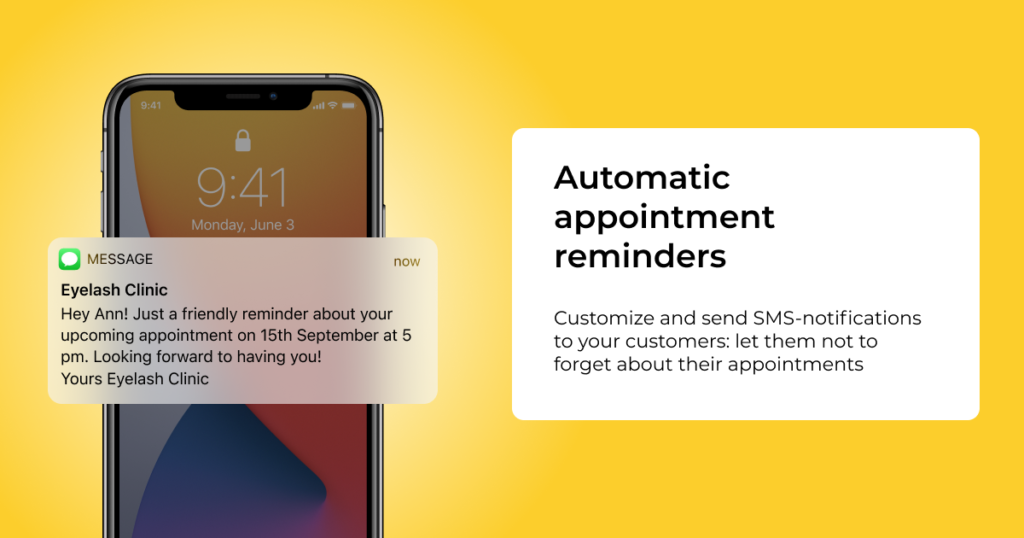 9:41
9:41
Monday, June 3
MESSAGE
now
Eyelash Clinic
Hey Ann! Just a friendly reminder about your
upcoming appointment on 15th September at 5
pm. Looking forward to having you!
Yours Eyelash Clinic
Automatic
appointment
reminders
Customize and send SMS-notifications
to your customers: let them not to
forget about their appointments